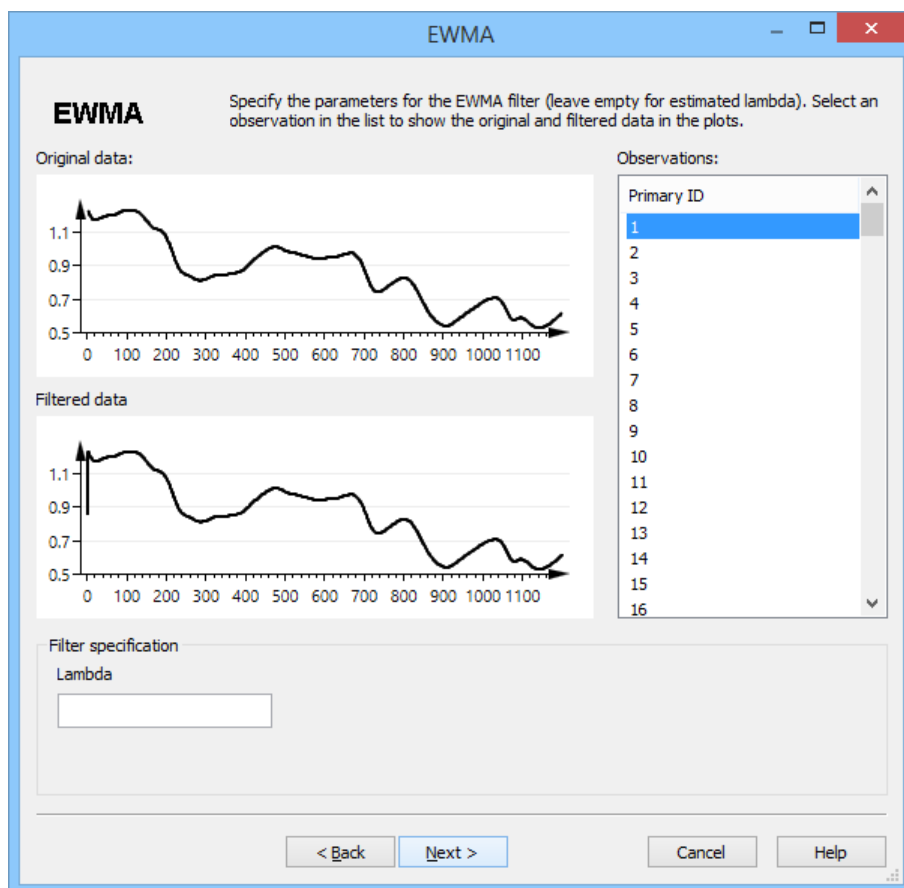 EWMA
EWMA
Specify the parameters for the EWMA filter (leave empty for estimated lambda). Select an
observation in the list to show the original and filtered data in the plots.
Original data:
1.1
0.9
0.7
0.5
0 100 200 300 400 500 600 700 800 900 1000 1100
Filtered data
1.1
0.9
0.7
0.5
0 100 200 300 400 500 600 700 800 900 1000 1100
Observations:
Primary ID
1
2
3
4
5
6
7
8
9
10
11
12
13
14
15
16
Filter specification
Lambda
< Back
Next >
Cancel
Help